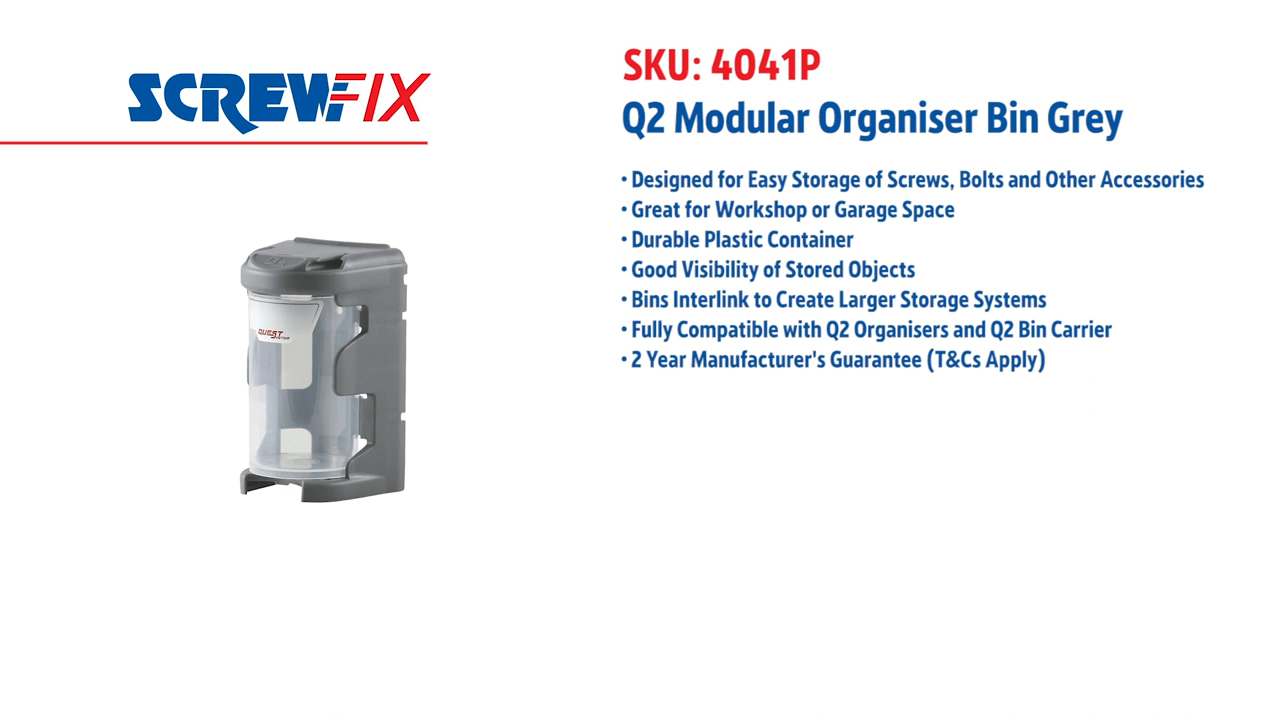 SCREWFIX
SKU: 4041P
Q2 Modular Organiser Bin Grey
• Designed for Easy Storage of Screws, Bolts and Other Accessories
• Great for Workshop or Garage Space
• Durable Plastic Container
• Good Visibility of Stored Objects
• Bins Interlink to Create Larger Storage Systems
• Fully Compatible with Q2 Organisers and Q2 Bin Carrier
• 2 Year Manufacturer's Guarantee (T&Cs Apply)
QUEST